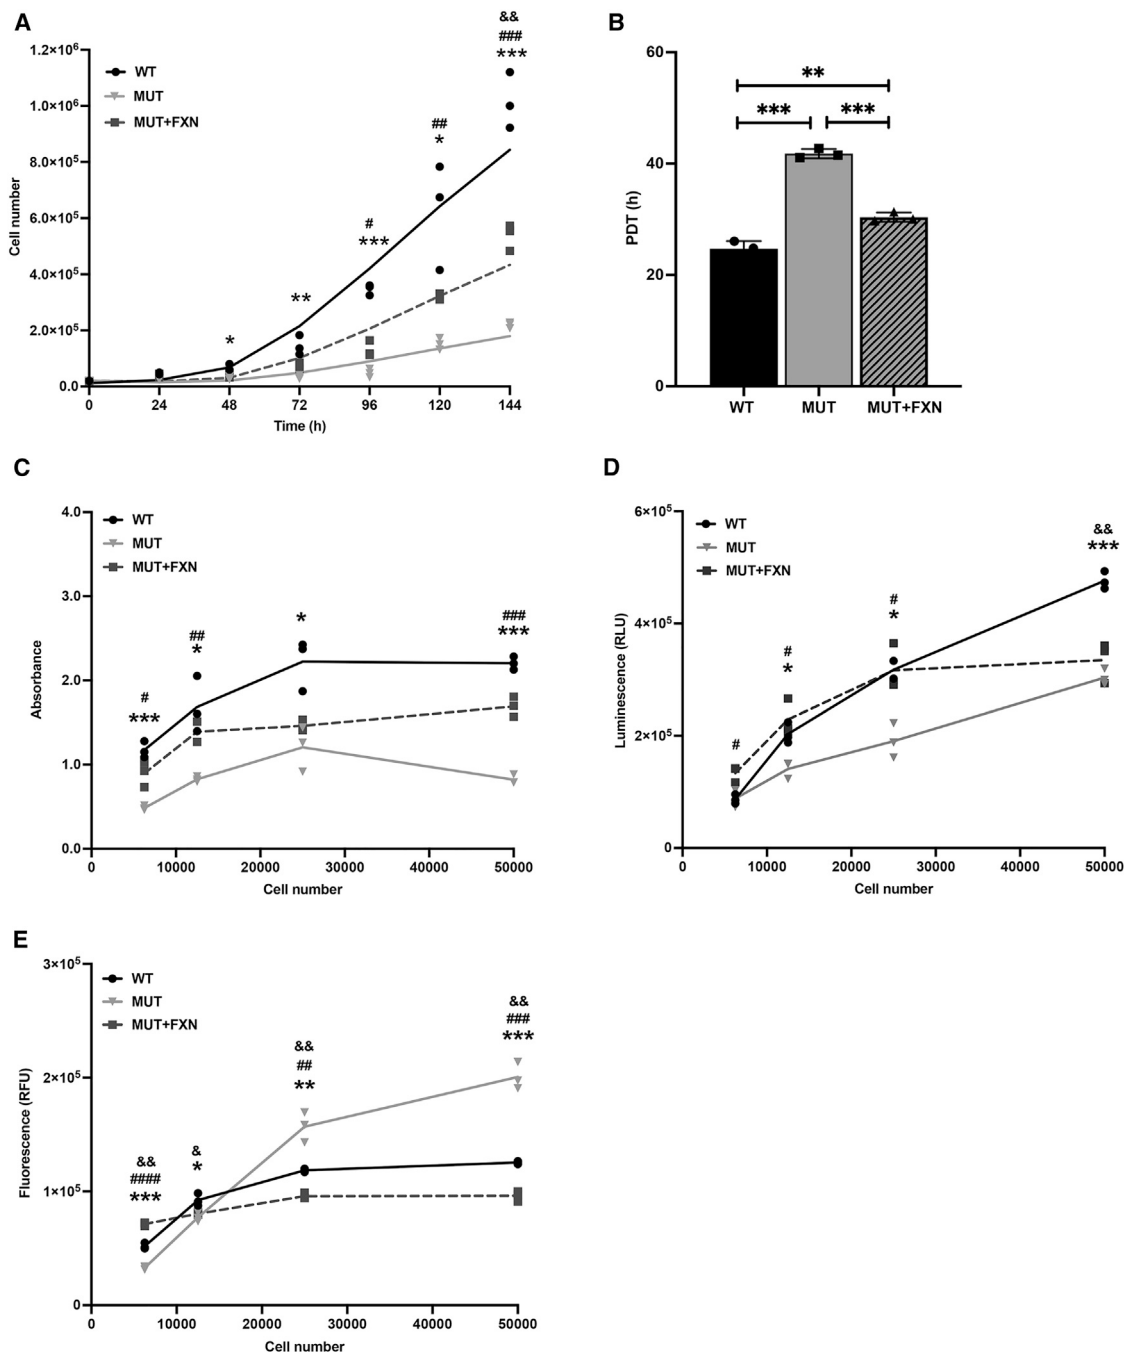 A
&&
###
***
1.2×10⁶
WT
MUT
MUT+FXN
1.0×10⁶
##
*
8.0×10⁵
6.0×10⁵
#
***
4.0×10⁵
**
2.0×10⁵
*
0.0
0 24 48 72 96 120 144
Time (h)
Cell number
B
60
**
*** ***
40
20
0
PDT (h)
WT MUT MUT+FXN
C
4.0
WT
MUT
MUT+FXN
3.0
###
***
*
##
*
#
***
2.0
1.0
0.0
Absorbance
0 10000 20000 30000 40000 50000
Cell number
D
6×10⁵
WT
MUT
MUT+FXN
&&
***
4×10⁵
#
*
#
*
2×10⁵
#
0
Luminescence (RLU)
0 10000 20000 30000 40000 50000
Cell number
E
3×10⁵
WT
MUT
MUT+FXN
&&
###
***
&&
##
**
2×10⁵
&
*
&&
####
***
1×10⁵
0
Fluorescence (RFU)
0 10000 20000 30000 40000 50000
Cell number